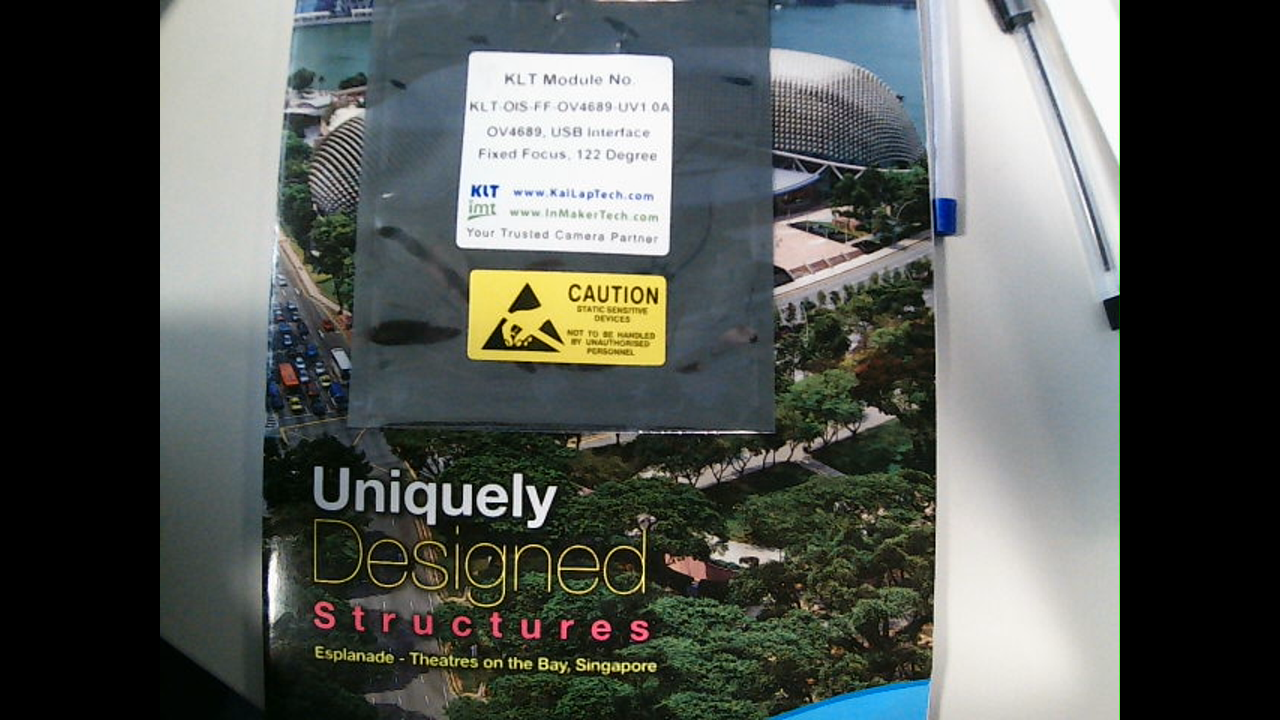 KLT Module No.
KLT-OIS-FF-OV4689-UV1.0A
OV4689, USB Interface
Fixed Focus, 122 Degree
KLT www.KaiLapTech.com
imt www.InMakerTech.com
Your Trusted Camera Partner
CAUTION
STATIC SENSITIVE
DEVICES
NOT TO BE HANDLED
BY UNAUTHORISED
PERSONNEL
Uniquely
Designed
Structures
Esplanade - Theatres on the Bay, Singapore